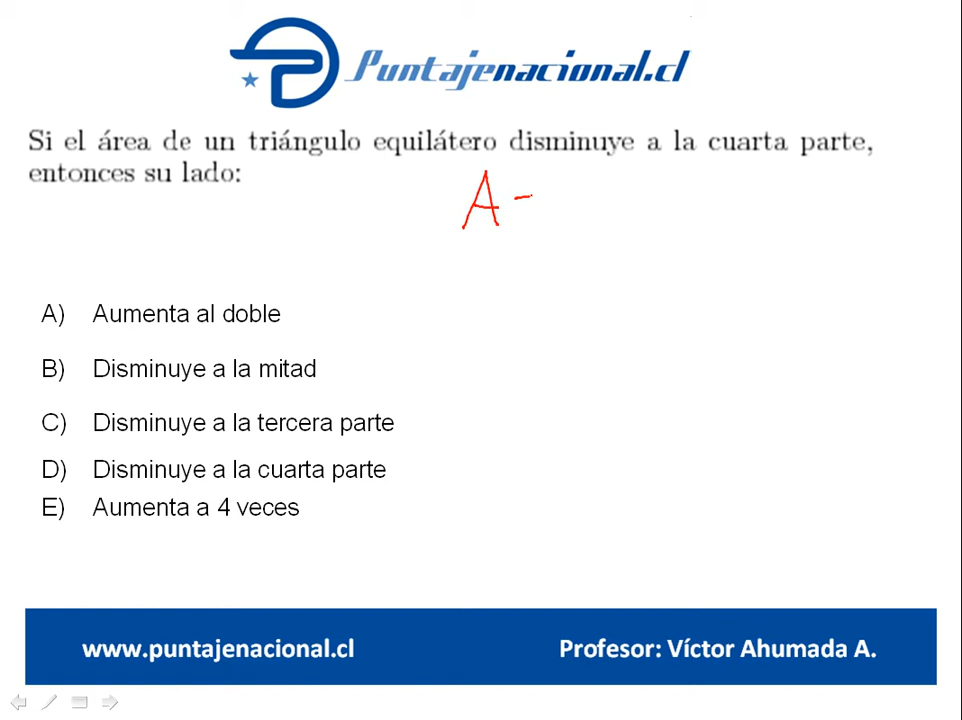 Puntajenacional.cl
Si el área de un triángulo equilátero disminuye a la cuarta parte,
entonces su lado:
A -
A) Aumenta al doble
B) Disminuye a la mitad
C) Disminuye a la tercera parte
D) Disminuye a la cuarta parte
E) Aumenta a 4 veces
www.puntajenacional.cl Profesor: Víctor Ahumada A.